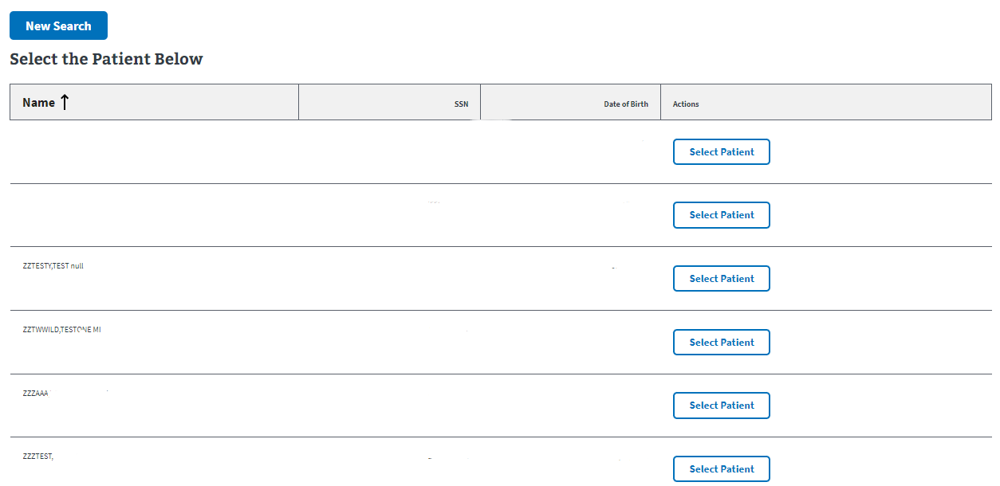 New Search
Select the Patient Below
Name SSN Date of Birth Actions
Select Patient
Select Patient
ZZTESTY,TEST null Select Patient
ZZTWWILD,TESTONE MI Select Patient
ZZZAAA Select Patient
ZZZTEST, Select Patient